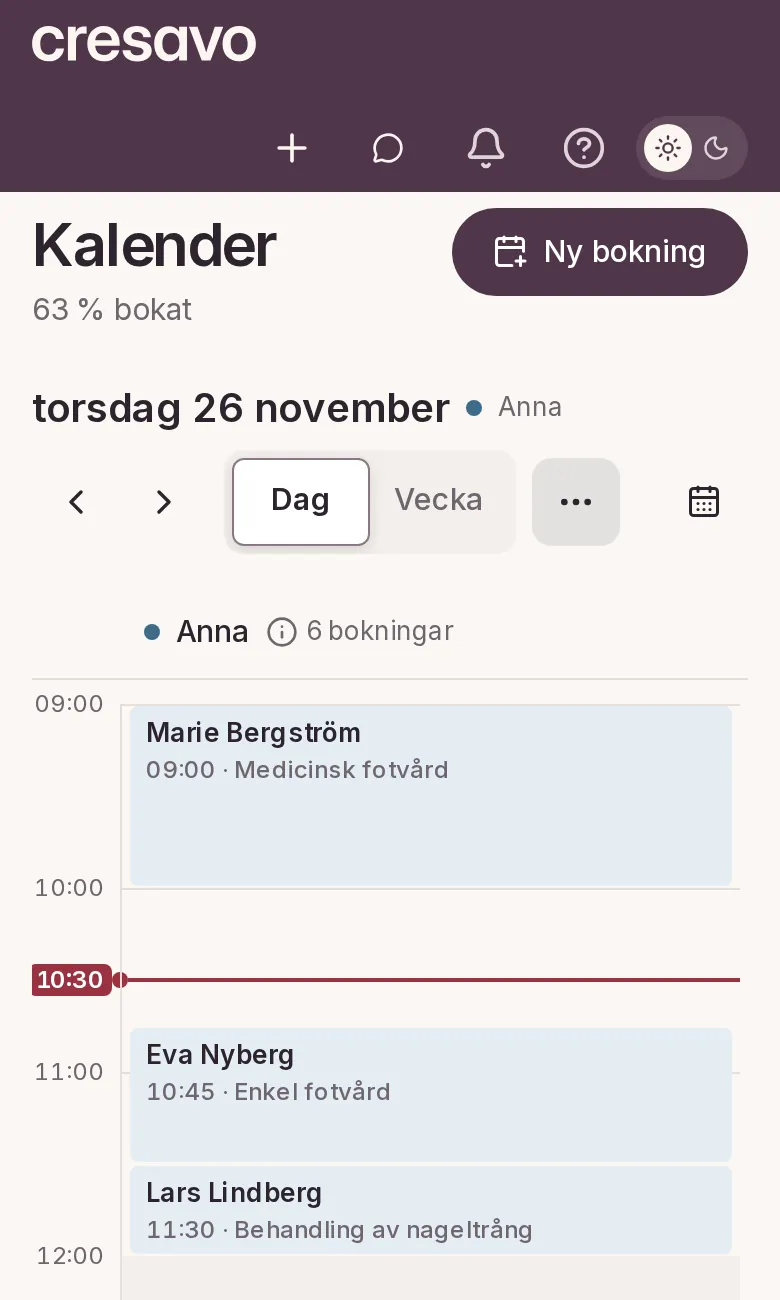 cresavo
Kalender
Ny bokning
63 % bokat
torsdag 26 november
Anna
Dag
Vecka
Anna
6 bokningar
09:00
Marie Bergström
09:00 · Medicinsk fotvård
10:00
10:30
Eva Nyberg
11:00
10:45 · Enkel fotvård
Lars Lindberg
11:30 · Behandling av nageltrång
12:00